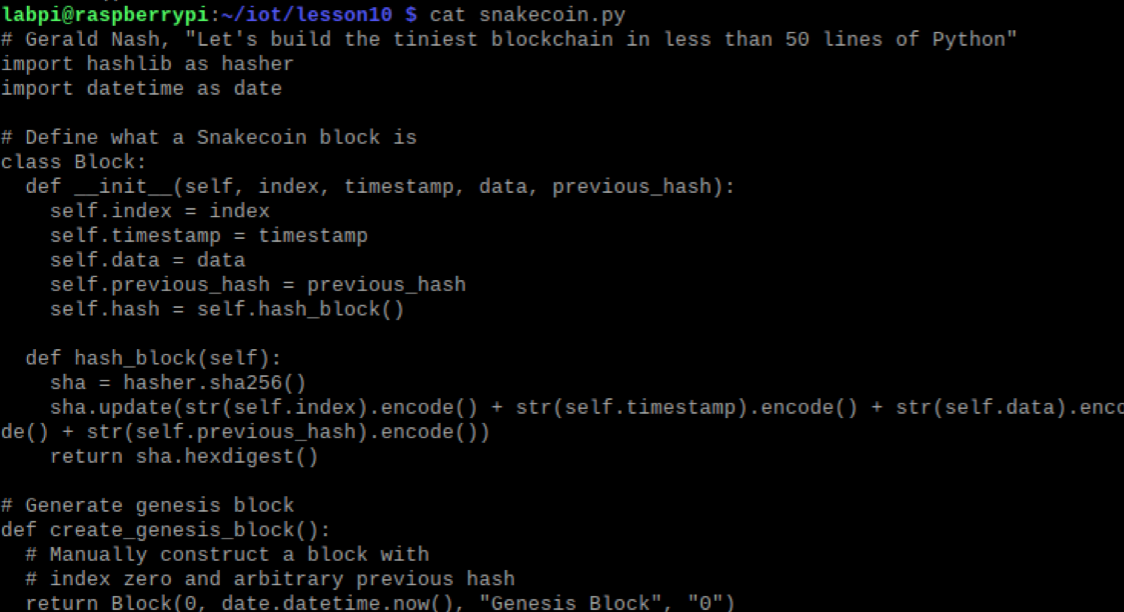 labpi@raspberrypi:~/iot/lesson10 $ cat snakecoin.py
# Gerald Nash, "Let's build the tiniest blockchain in less than 50 lines of Python"
import hashlib as hasher
import datetime as date

# Define what a Snakecoin block is
class Block:
  def __init__(self, index, timestamp, data, previous_hash):
    self.index = index
    self.timestamp = timestamp
    self.data = data
    self.previous_hash = previous_hash
    self.hash = self.hash_block()

  def hash_block(self):
    sha = hasher.sha256()
    sha.update(str(self.index).encode() + str(self.timestamp).encode() + str(self.data).enco
de() + str(self.previous_hash).encode())
    return sha.hexdigest()

# Generate genesis block
def create_genesis_block():
  # Manually construct a block with
  # index zero and arbitrary previous hash
  return Block(0, date.datetime.now(), "Genesis Block", "0")